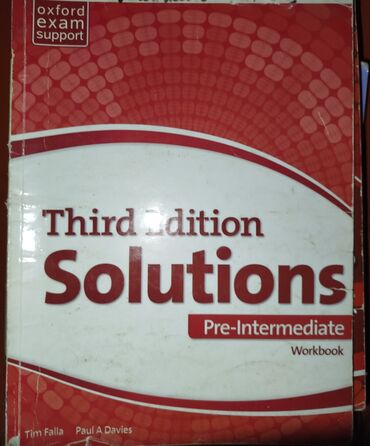 oxford
exam
support
Third Edition
Solutions
Pre-Intermediate
Workbook
Tim Falla Paul A Davies